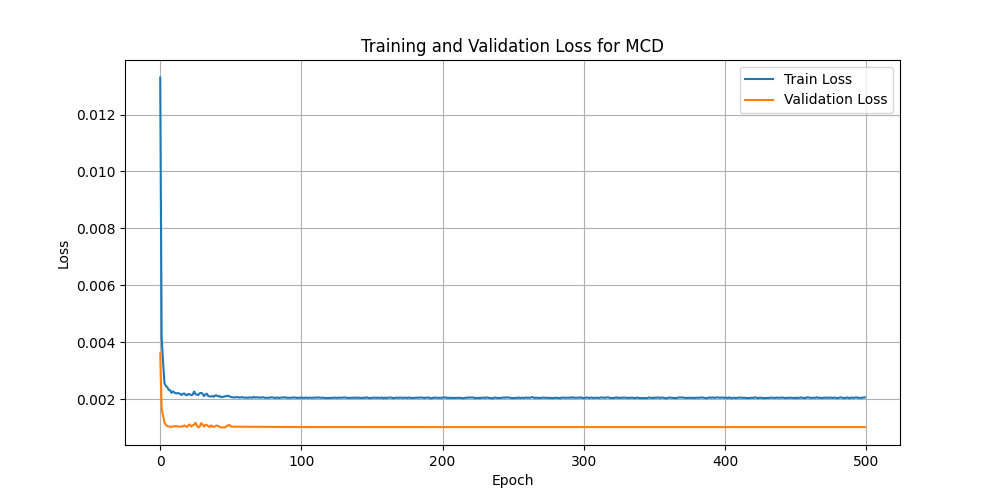 Training and Validation Loss for MCD
Train Loss
Validation Loss
0.012
0.010
0.008
0.006
0.004
0.002
Loss
0 100 200 300 400 500
Epoch